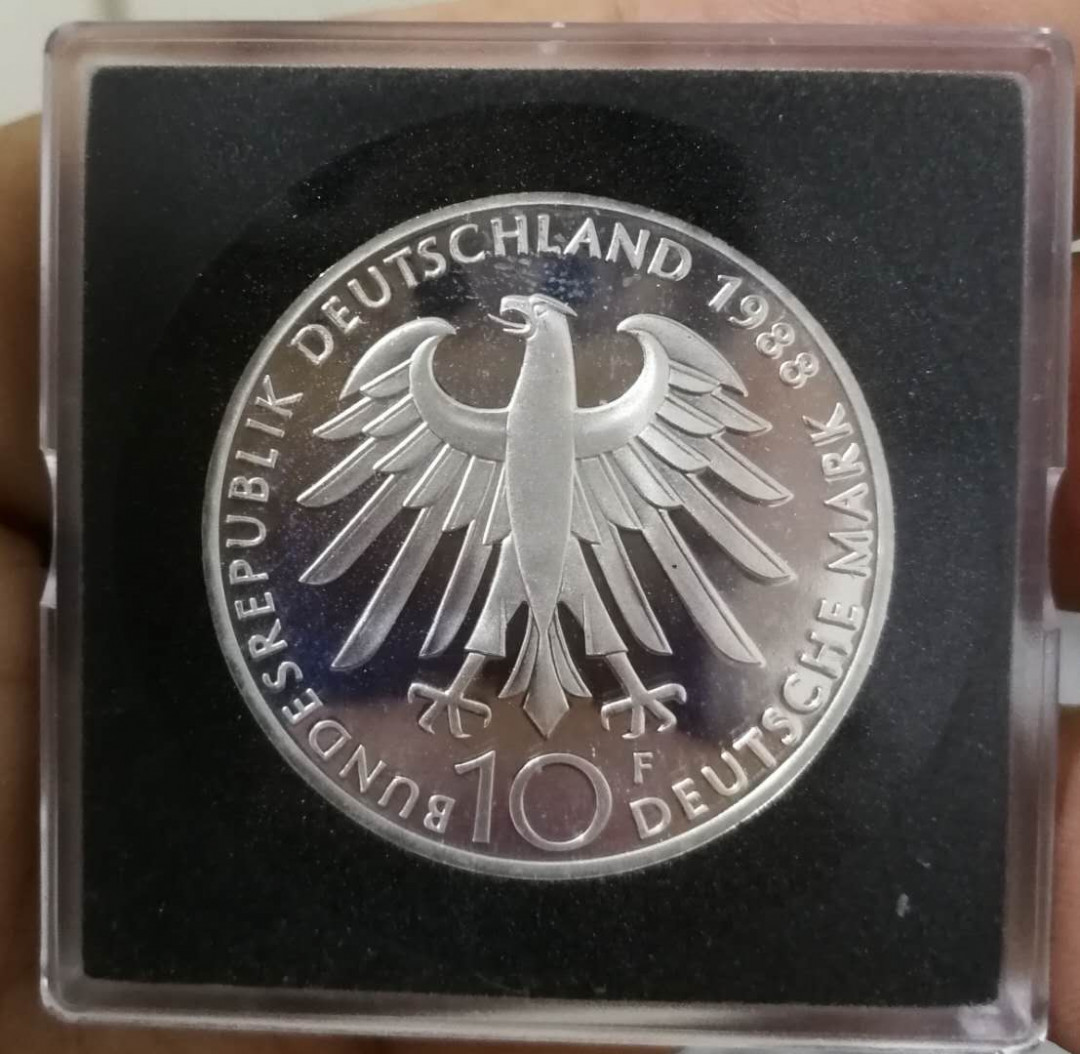 BUNDESREPUBLIK DEUTSCHLAND 1988
10
F
DEUTSCHE MARK